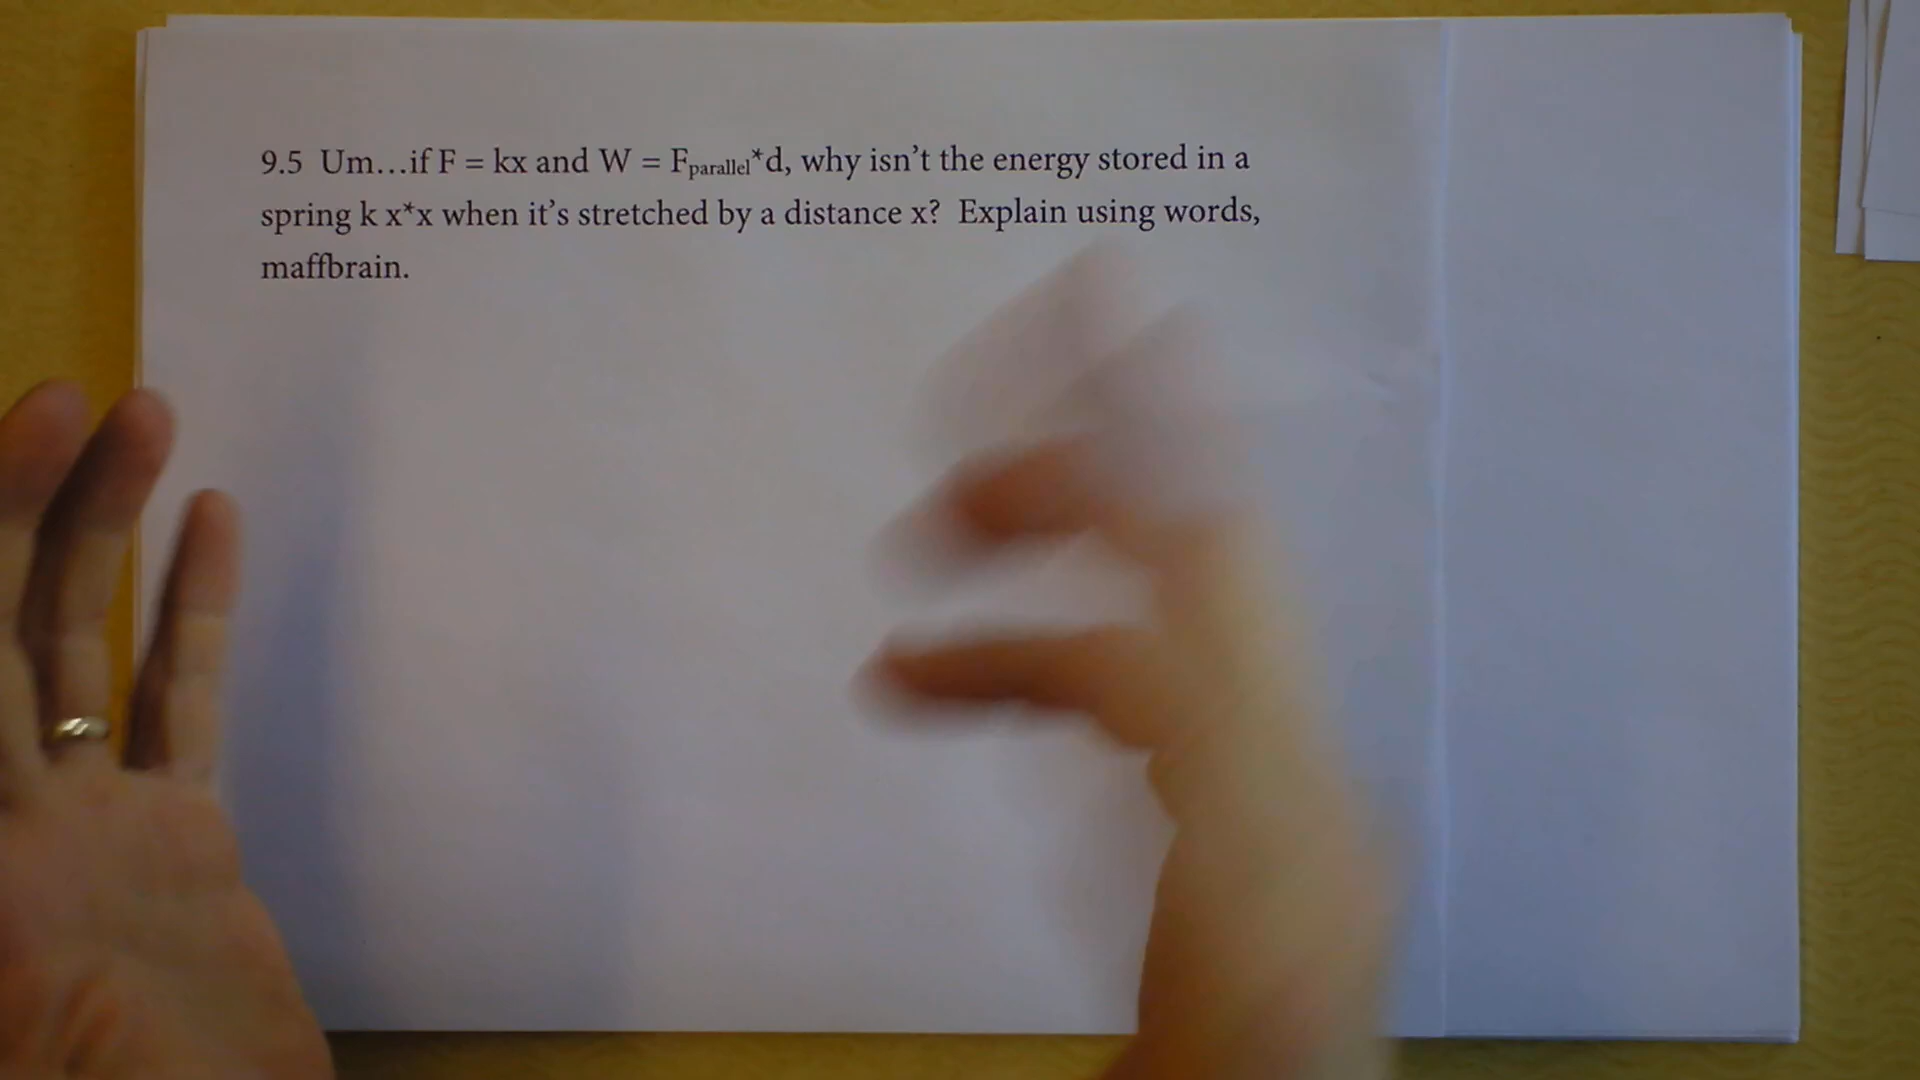 9.5 Um...if F = kx and W = Fparallel*d, why isn't the energy stored in a
spring k x*x when it's stretched by a distance x? Explain using words,
maffbrain.